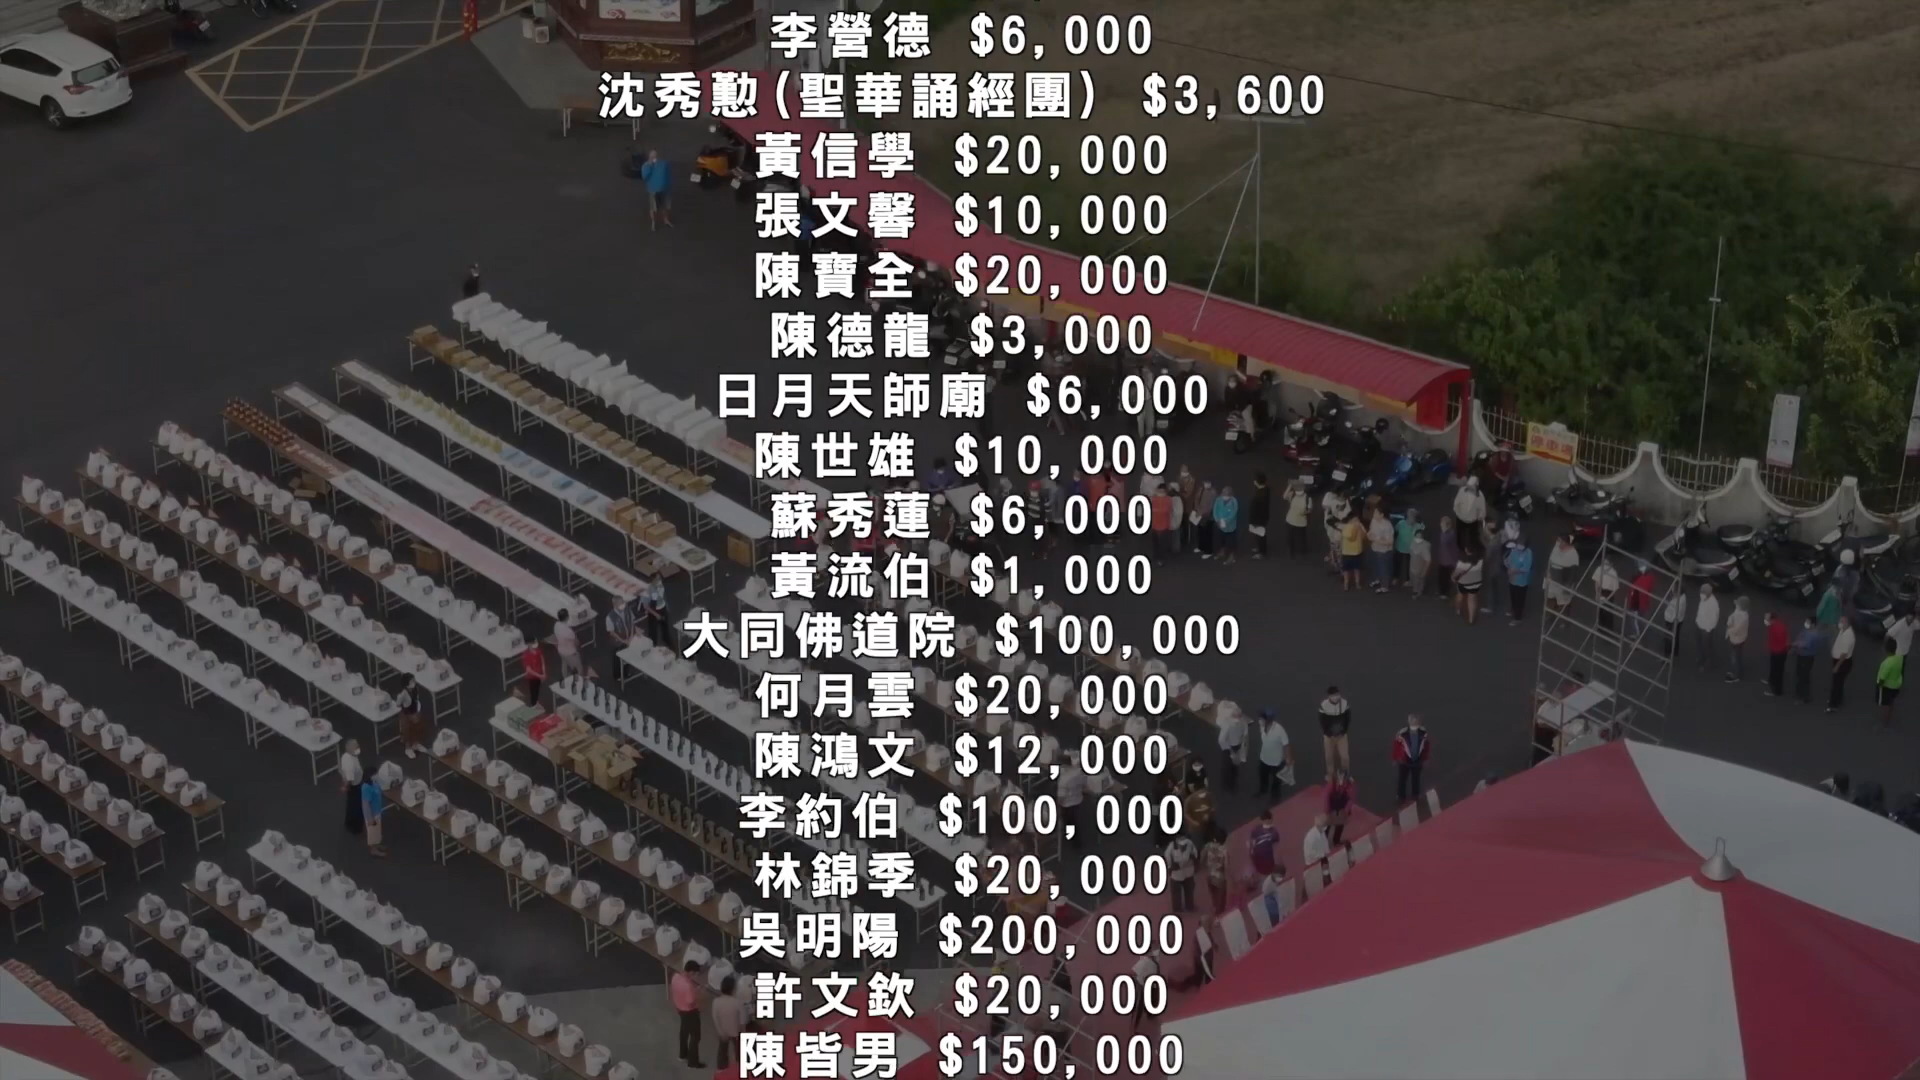 李營德 $6,000
沈秀懃(聖華誦經團) $3,600
黃信學 $20,000
張文馨 $10,000
陳寶全 $20,000
陳德龍 $3,000
日月天師廟 $6,000
陳世雄 $10,000
蘇秀蓮 $6,000
黃流伯 $1,000
大同佛道院 $100,000
何月雲 $20,000
陳鴻文 $12,000
李約伯 $100,000
林錦季 $20,000
吳明陽 $200,000
許文欽 $20,000
陳皆男 $150,000